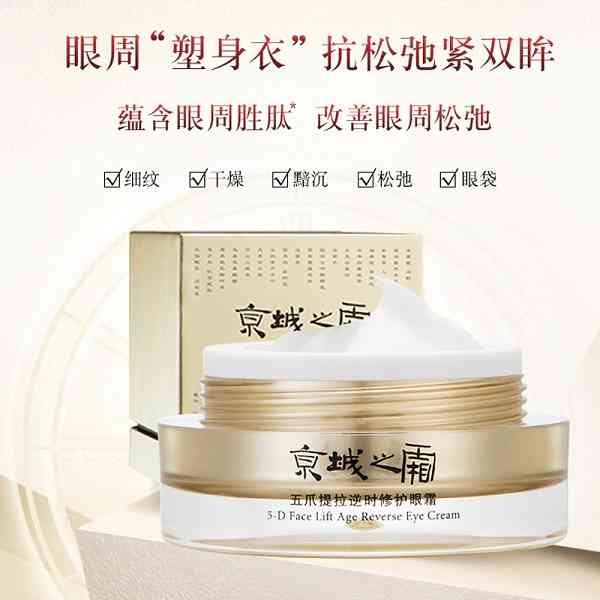 眼周“塑身衣”抗松弛紧双眸
蕴含眼周胜肽* 改善眼周松弛
细纹 干燥 黯沉 松弛 眼袋
京城之霜
京城之霜
五爪提拉逆时修护眼霜
5-D Face Lift Age Reverse Eye Cream